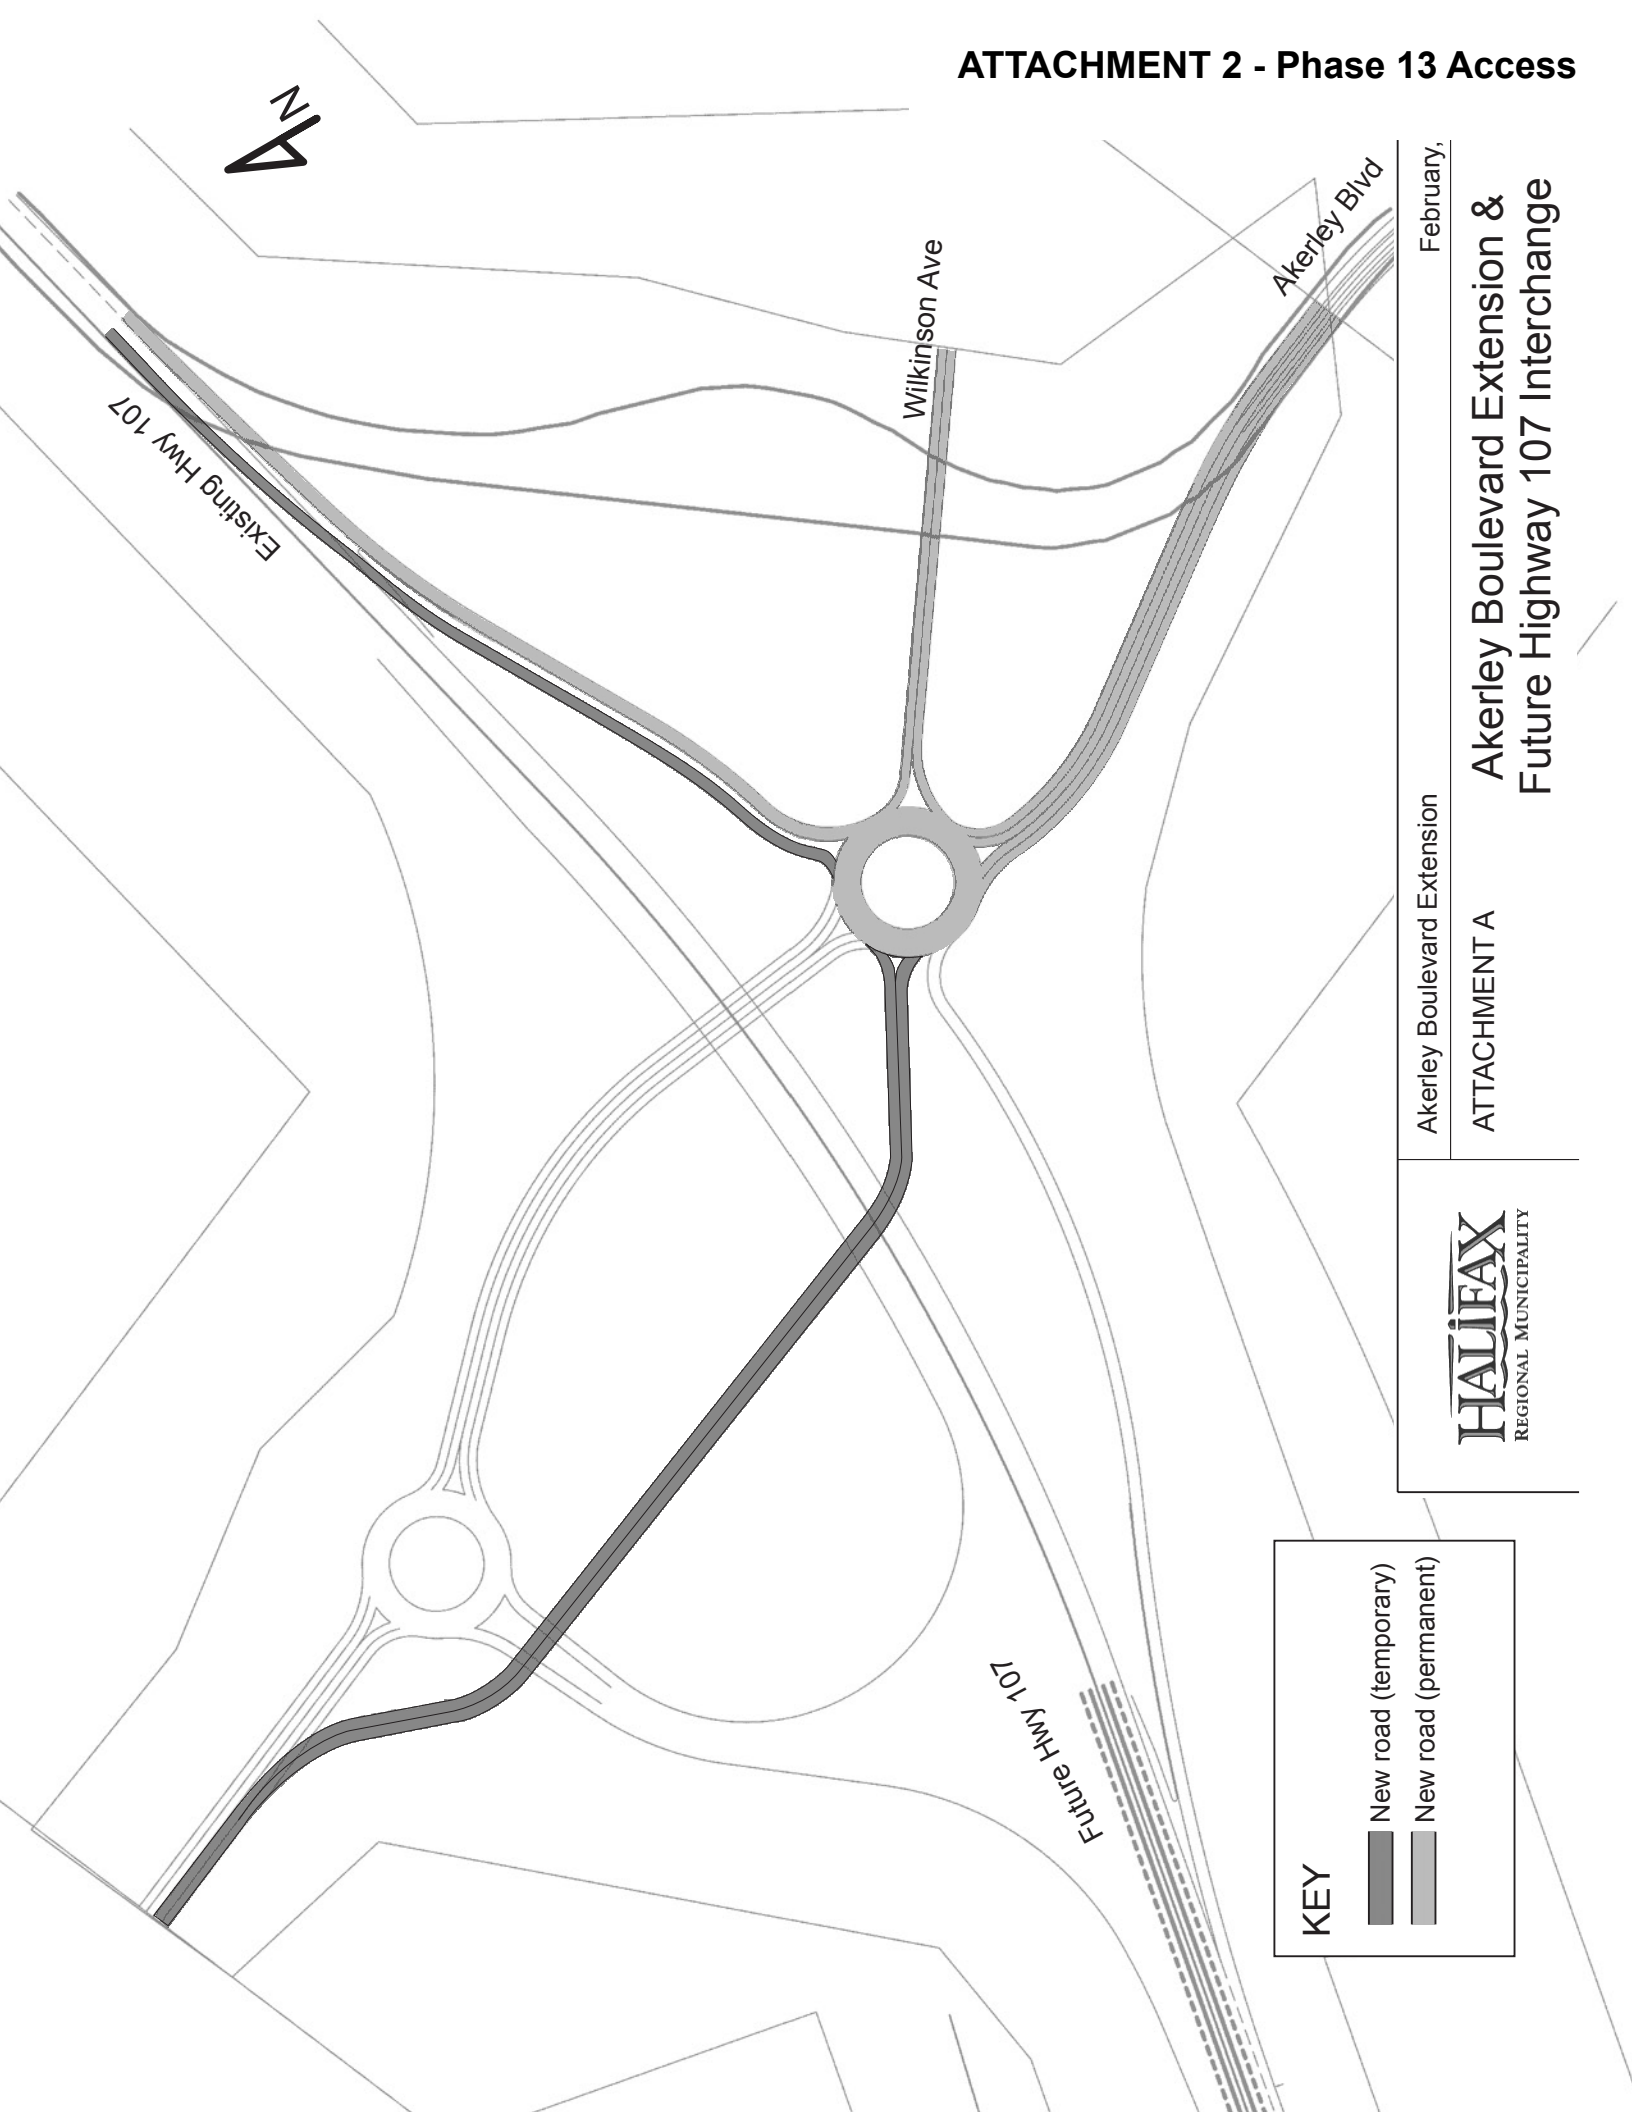 ATTACHMENT 2 - Phase 13 Access
N
Existing Hwy 107
Wilkinson Ave
Akerley Blvd
Future Hwy 107
KEY
New road (temporary)
New road (permanent)
HALIFAX
REGIONAL MUNICIPALITY
Akerley Boulevard Extension
February,
ATTACHMENT A
Akerley Boulevard Extension &
Future Highway 107 Interchange